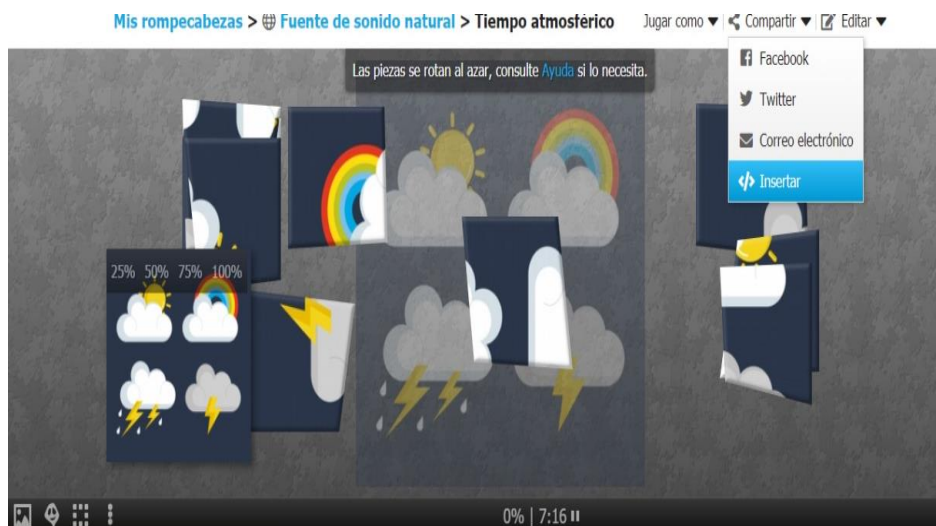 Mis rompecabezas > Fuente de sonido natural > Tiempo atmosférico Jugar como ▼ Compartir ▼ Editar ▼
Facebook
Twitter
Correo electrónico
Insertar
Las piezas se rotan al azar, consulte Ayuda si lo necesita.
25% 50% 75% 100%
0% | 7:16